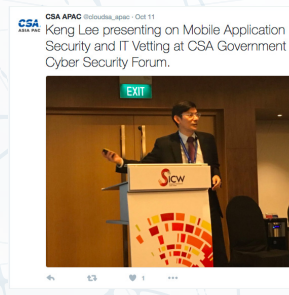 CSA APAC @cloudsa_apac · Oct 11
CSA
ASIA PAC
Keng Lee presenting on Mobile Application
Security and IT Vetting at CSA Government
Cyber Security Forum.
EXIT
SICW
1